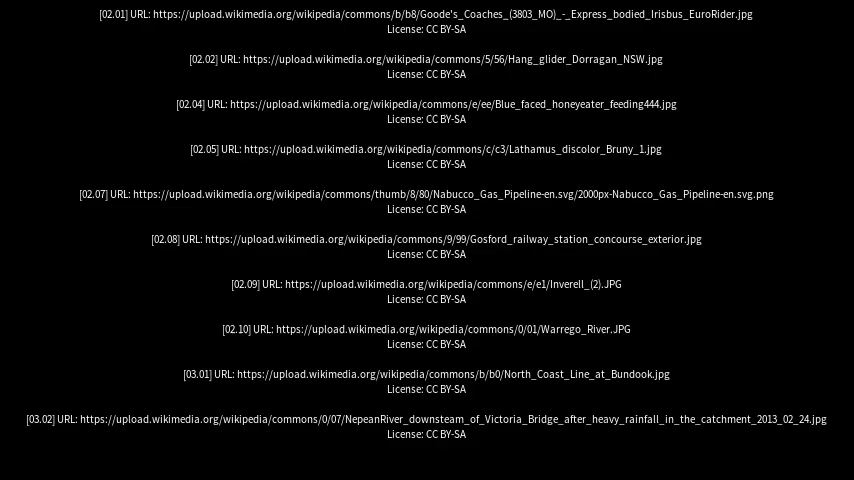 [02.01] URL: https://upload.wikimedia.org/wikipedia/commons/b/b8/Goode's_Coaches_(3803_MO)_-_Express_bodied_Irisbus_EuroRider.jpg
License: CC BY-SA
[02.02] URL: https://upload.wikimedia.org/wikipedia/commons/5/56/Hang_glider_Dorragan_NSW.jpg
License: CC BY-SA
[02.04] URL: https://upload.wikimedia.org/wikipedia/commons/e/ee/Blue_faced_honeyeater_feeding444.jpg
License: CC BY-SA
[02.05] URL: https://upload.wikimedia.org/wikipedia/commons/c/c3/Lathamus_discolor_Bruny_1.jpg
License: CC BY-SA
[02.07] URL: https://upload.wikimedia.org/wikipedia/commons/thumb/8/80/Nabucco_Gas_Pipeline-en.svg/2000px-Nabucco_Gas_Pipeline-en.svg.png
License: CC BY-SA
[02.08] URL: https://upload.wikimedia.org/wikipedia/commons/9/99/Gosford_railway_station_concourse_exterior.jpg
License: CC BY-SA
[02.09] URL: https://upload.wikimedia.org/wikipedia/commons/e/e1/Inverell_(2).JPG
License: CC BY-SA
[02.10] URL: https://upload.wikimedia.org/wikipedia/commons/0/01/Warrego_River.JPG
License: CC BY-SA
[03.01] URL: https://upload.wikimedia.org/wikipedia/commons/b/b0/North_Coast_Line_at_Bundook.jpg
License: CC BY-SA
[03.02] URL: https://upload.wikimedia.org/wikipedia/commons/0/07/NepeanRiver_downsteam_of_Victoria_Bridge_after_heavy_rainfall_in_the_catchment_2013_02_24.jpg
License: CC BY-SA